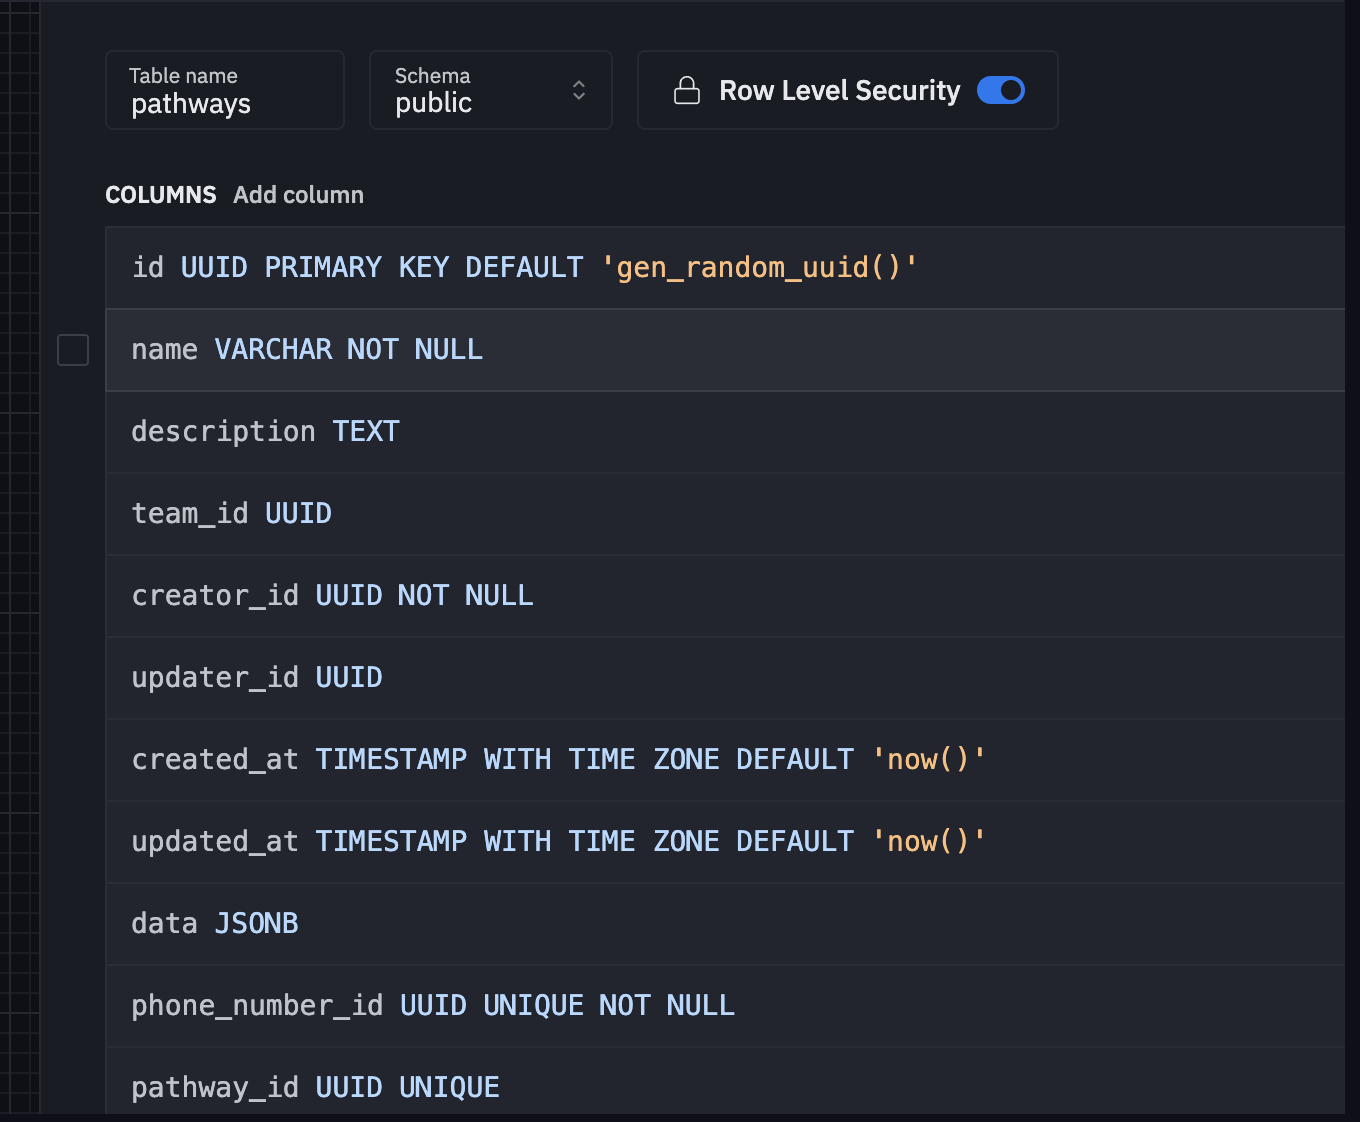 Table name
pathways
Schema
public
Row Level Security
COLUMNS Add column
id UUID PRIMARY KEY DEFAULT 'gen_random_uuid()'
name VARCHAR NOT NULL
description TEXT
team_id UUID
creator_id UUID NOT NULL
updater_id UUID
created_at TIMESTAMP WITH TIME ZONE DEFAULT 'now()'
updated_at TIMESTAMP WITH TIME ZONE DEFAULT 'now()'
data JSONB
phone_number_id UUID UNIQUE NOT NULL
pathway_id UUID UNIQUE